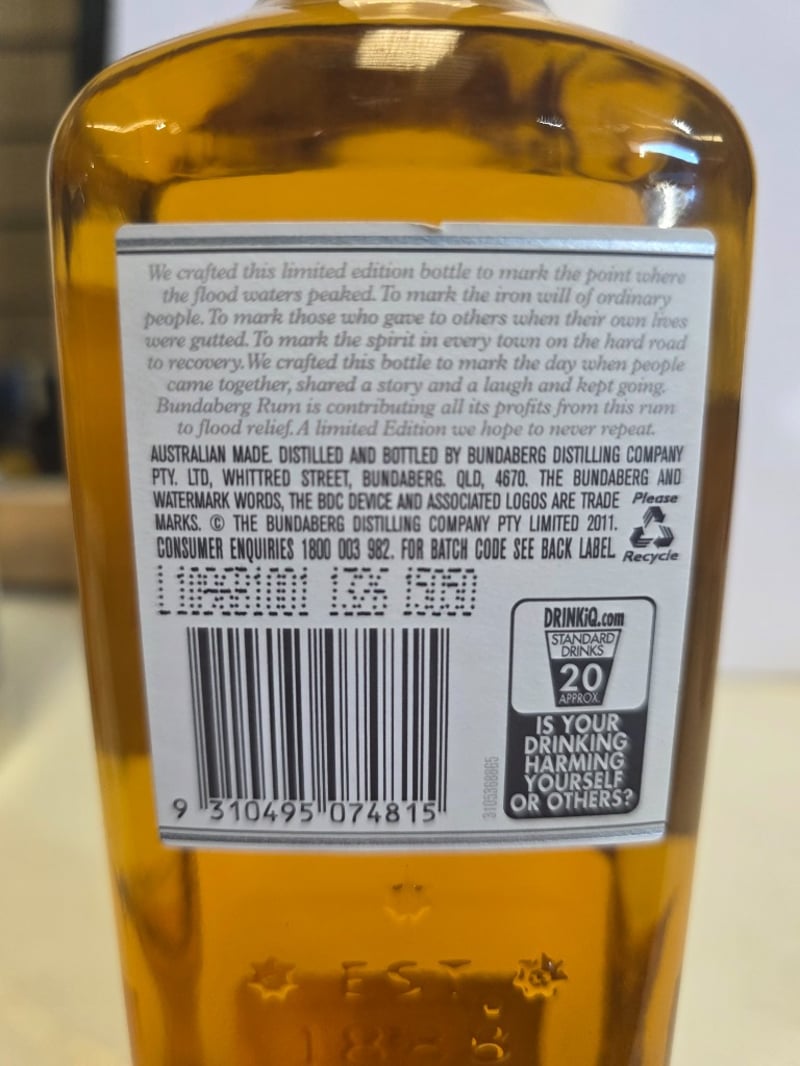 We crafted this limited edition bottle to mark the point where
the flood waters peaked. To mark the iron will of ordinary
people. To mark those who gave to others when their own lives
were gutted. To mark the spirit in every town on the hard road
to recovery. We crafted this bottle to mark the day when people
came together, shared a story and a laugh and kept going.
Bundaberg Rum is contributing all its profits from this rum
to flood relief. A limited Edition we hope to never repeat.
AUSTRALIAN MADE. DISTILLED AND BOTTLED BY BUNDABERG DISTILLING COMPANY
PTY. LTD, WHITTRED STREET, BUNDABERG. QLD, 4670. THE BUNDABERG AND
WATERMARK WORDS, THE BDC DEVICE AND ASSOCIATED LOGOS ARE TRADE
MARKS. © THE BUNDABERG DISTILLING COMPANY PTY LIMITED 2011.
CONSUMER ENQUIRIES 1800 003 982. FOR BATCH CODE SEE BACK LABEL
Please
Recycle
1326 15050
DRINKiQ.com
STANDARD
DRINKS
20
APPROX.
IS YOUR
DRINKING
HARMING
YOURSELF
OR OTHERS?
9 310495 074815
EST.